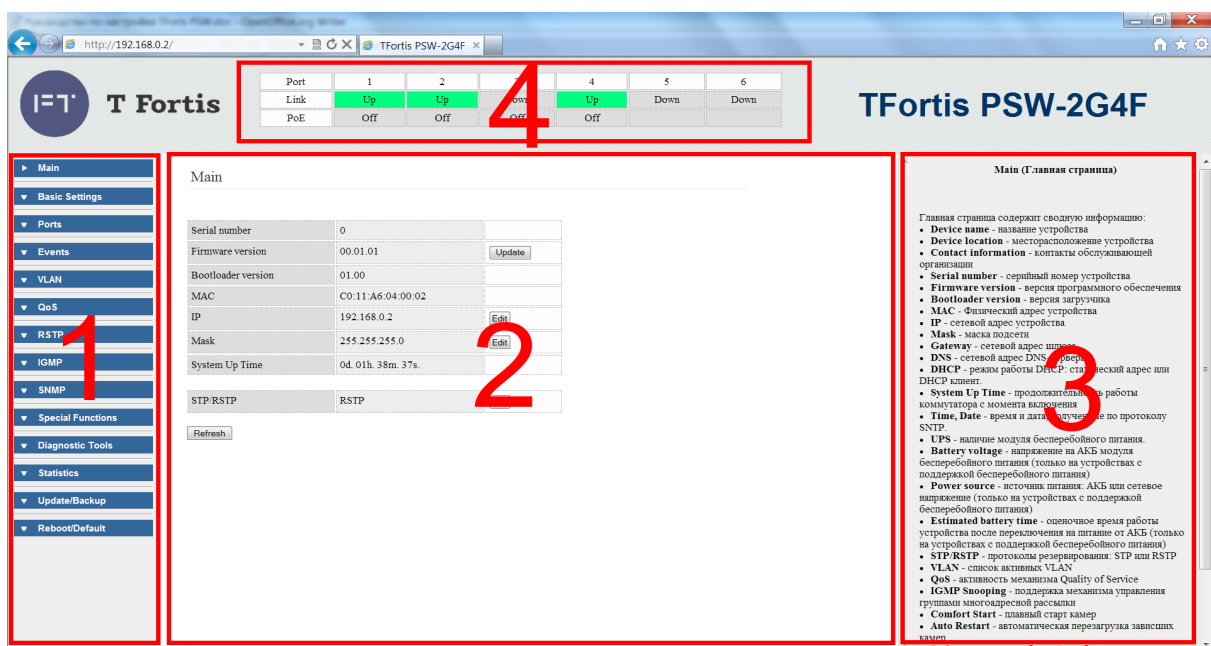 Руководство по настройке TFortis PSW.doc - OpenOffice.org Writer
http://192.168.0.2/ TFortis PSW-2G4F
T Fortis
Port 1 2 4 5 6
Link Up Up Up Down Down
PoE Off Off Off Off
4
TFortis PSW-2G4F
Main
Basic Settings
Ports
Events
VLAN
QoS
RSTP
IGMP
SNMP
Special Functions
Diagnostic Tools
Statistics
Update/Backup
Reboot/Default
1
Main
Serial number 0
Firmware version 00.01.01 Update
Bootloader version 01.00
MAC C0:11:A6:04:00:02
IP 192.168.0.2 Edit
Mask 255.255.255.0 Edit
System Up Time 0d. 01h. 38m. 37s.
STP/RSTP RSTP
Refresh
2
Main (Главная страница)
Главная страница содержит сводную информацию:
• Device name - название устройства
• Device location - месторасположение устройства
• Contact information - контакты обслуживающей
организации
• Serial number - серийный номер устройства
• Firmware version - версия программного обеспечения
• Bootloader version - версия загрузчика
• MAC - Физический адрес устройства
• IP - сетевой адрес устройства
• Mask - маска подсети
• Gateway - сетевой адрес шлюза
• DNS - сетевой адрес DNS-сервера
• DHCP - режим работы DHCP: статический адрес или
DHCP клиент.
• System Up Time - продолжительность работы
коммутатора с момента включения
• Time, Date - время и дата, полученные по протоколу
SNTP.
• UPS - наличие модуля бесперебойного питания.
• Battery voltage - напряжение на АКБ модуля
бесперебойного питания (только на устройствах с
поддержкой бесперебойного питания)
• Power source - источник питания: АКБ или сетевое
напряжение (только на устройствах с поддержкой
бесперебойного питания)
• Estimated battery time - оценочное время работы
устройства после переключения на питание от АКБ (только
на устройствах с поддержкой бесперебойного питания)
• STP/RSTP - протоколы резервирования: STP или RSTP
• VLAN - список активных VLAN
• QoS - активность механизма Quality of Service
• IGMP Snooping - поддержка механизма управления
группами многоадресной рассылки
• Comfort Start - плавный старт камер
• Auto Restart - автоматическая перезагрузка зависших
камер
3